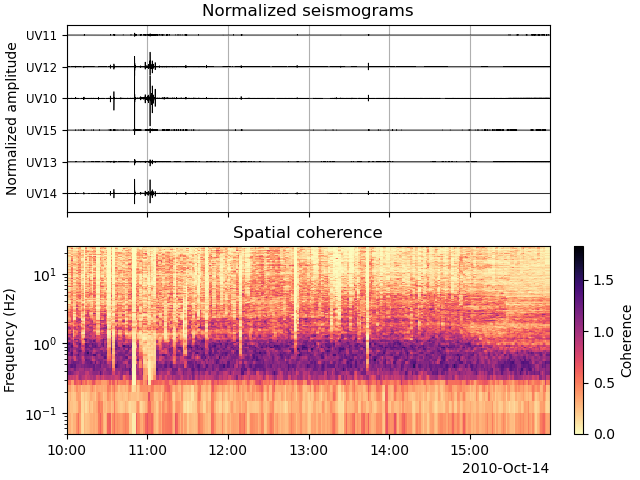 Normalized seismograms
Normalized amplitude
UV11
UV12
UV10
UV15
UV13
UV14
Spatial coherence
Frequency (Hz)
10¹
10⁰
10⁻¹
10:00 11:00 12:00 13:00 14:00 15:00
2010-Oct-14
1.5
1.0
0.5
0.0
Coherence